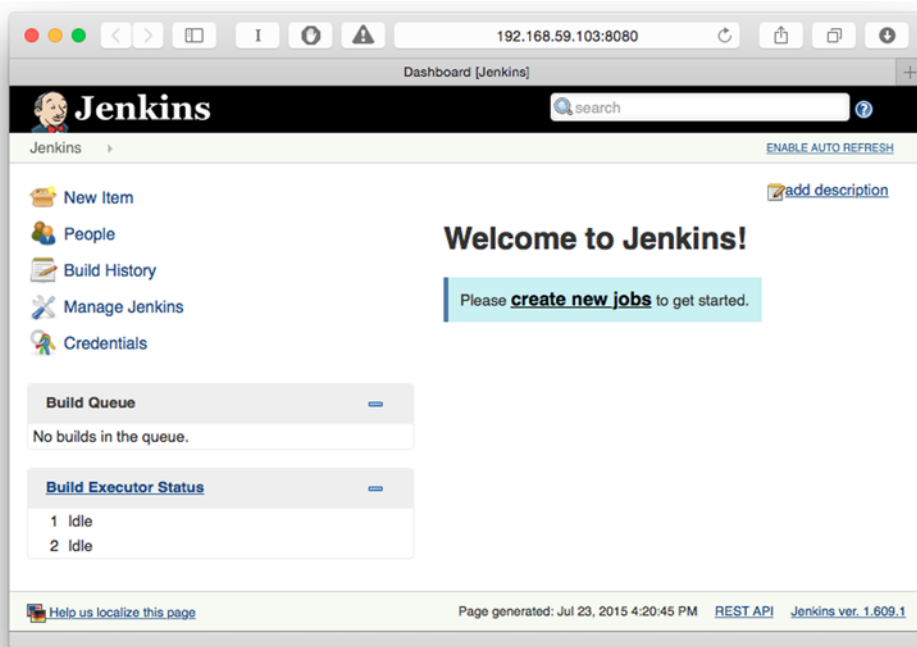 192.168.59.103:8080
Dashboard [Jenkins]
Jenkins
search
Jenkins
ENABLE AUTO REFRESH
New Item
People
Build History
Manage Jenkins
Credentials
Build Queue
No builds in the queue.
Build Executor Status
1 Idle
2 Idle
add description
Welcome to Jenkins!
Please create new jobs to get started.
Help us localize this page
Page generated: Jul 23, 2015 4:20:45 PM REST API Jenkins ver. 1.609.1